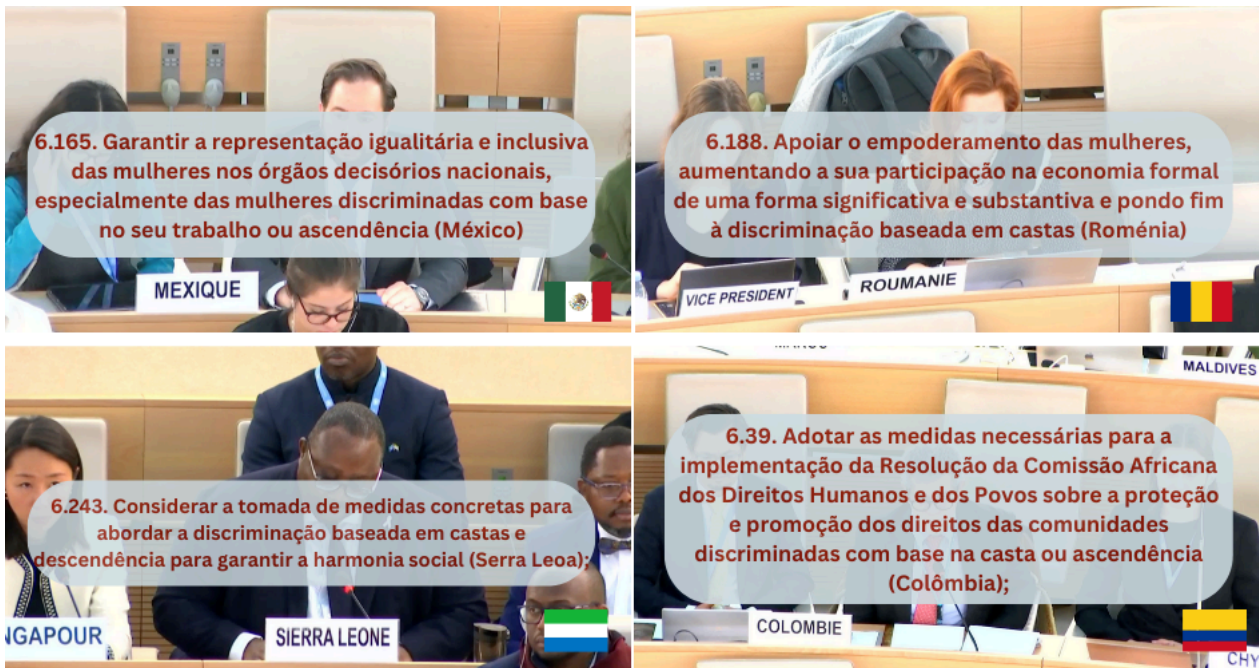 6.165. Garantir a representação igualitária e inclusiva
das mulheres nos órgãos decisórios nacionais,
especialmente das mulheres discriminadas com base
no seu trabalho ou ascendência (México)
MEXIQUE
6.188. Apoiar o empoderamento das mulheres,
aumentando a sua participação na economia formal
de uma forma significativa e substantiva e pondo fim
à discriminação baseada em castas (Roménia)
VICE PRESIDENT
ROUMANIE
6.243. Considerar a tomada de medidas concretas para
abordar a discriminação baseada em castas e
descendência para garantir a harmonia social (Serra Leoa);
NGAPOUR
SIERRA LEONE
MALDIVES
6.39. Adotar as medidas necessárias para a
implementação da Resolução da Comissão Africana
dos Direitos Humanos e dos Povos sobre a proteção
e promoção dos direitos das comunidades
discriminadas com base na casta ou ascendência
(Colômbia);
COLOMBIE
CHY